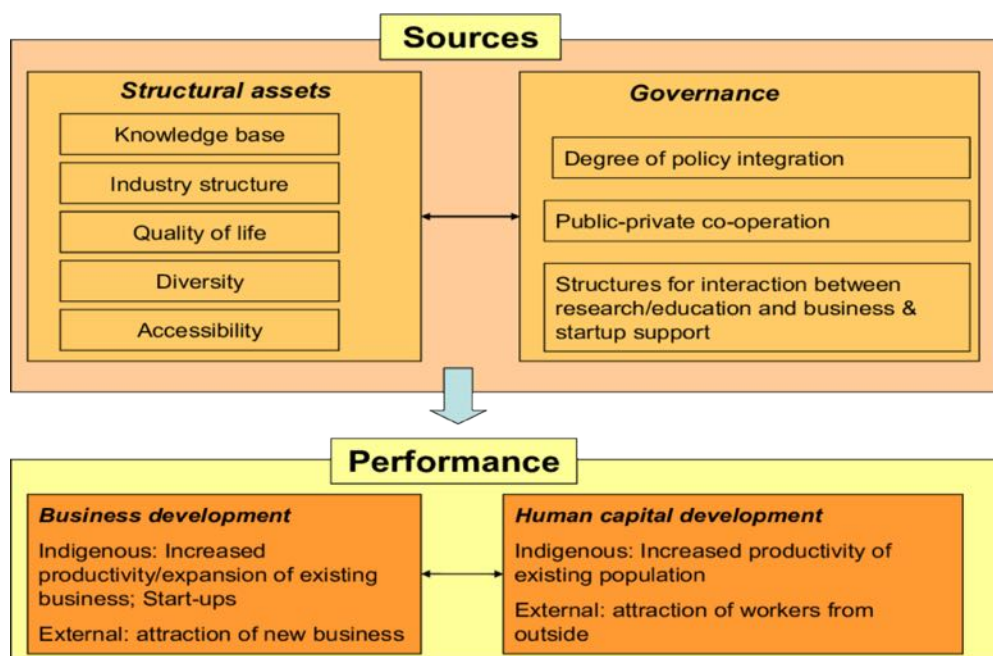 Sources
Structural assets
Knowledge base
Industry structure
Quality of life
Diversity
Accessibility
Governance
Degree of policy integration
Public-private co-operation
Structures for interaction between
research/education and business &
startup support
Performance
Business development
Indigenous: Increased
productivity/expansion of existing
business; Start-ups
External: attraction of new business
Human capital development
Indigenous: Increased productivity of
existing population
External: attraction of workers from
outside